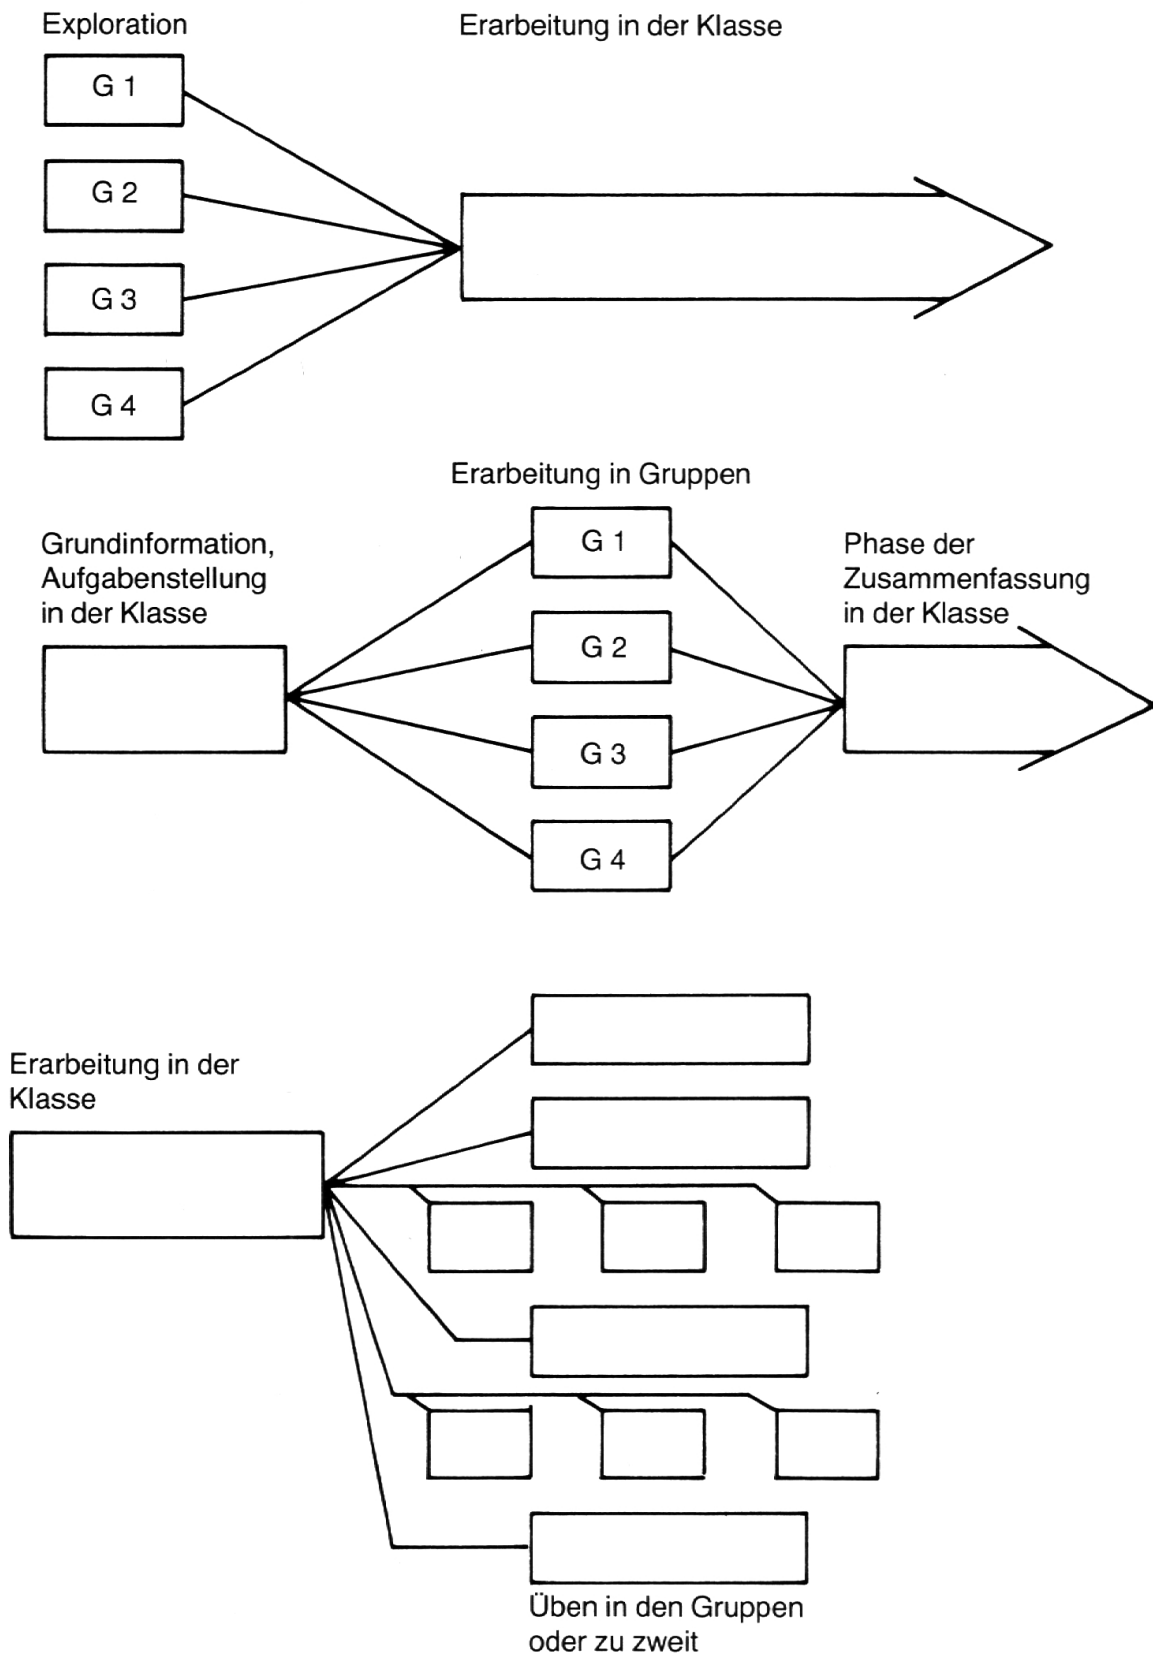 Exploration
Erarbeitung in der Klasse
G 1
G 2
G 3
G 4
Erarbeitung in Gruppen
Grundinformation,
Aufgabenstellung
in der Klasse
G 1
G 2
G 3
G 4
Phase der
Zusammenfassung
in der Klasse
Erarbeitung in der
Klasse
Üben in den Gruppen
oder zu zweit